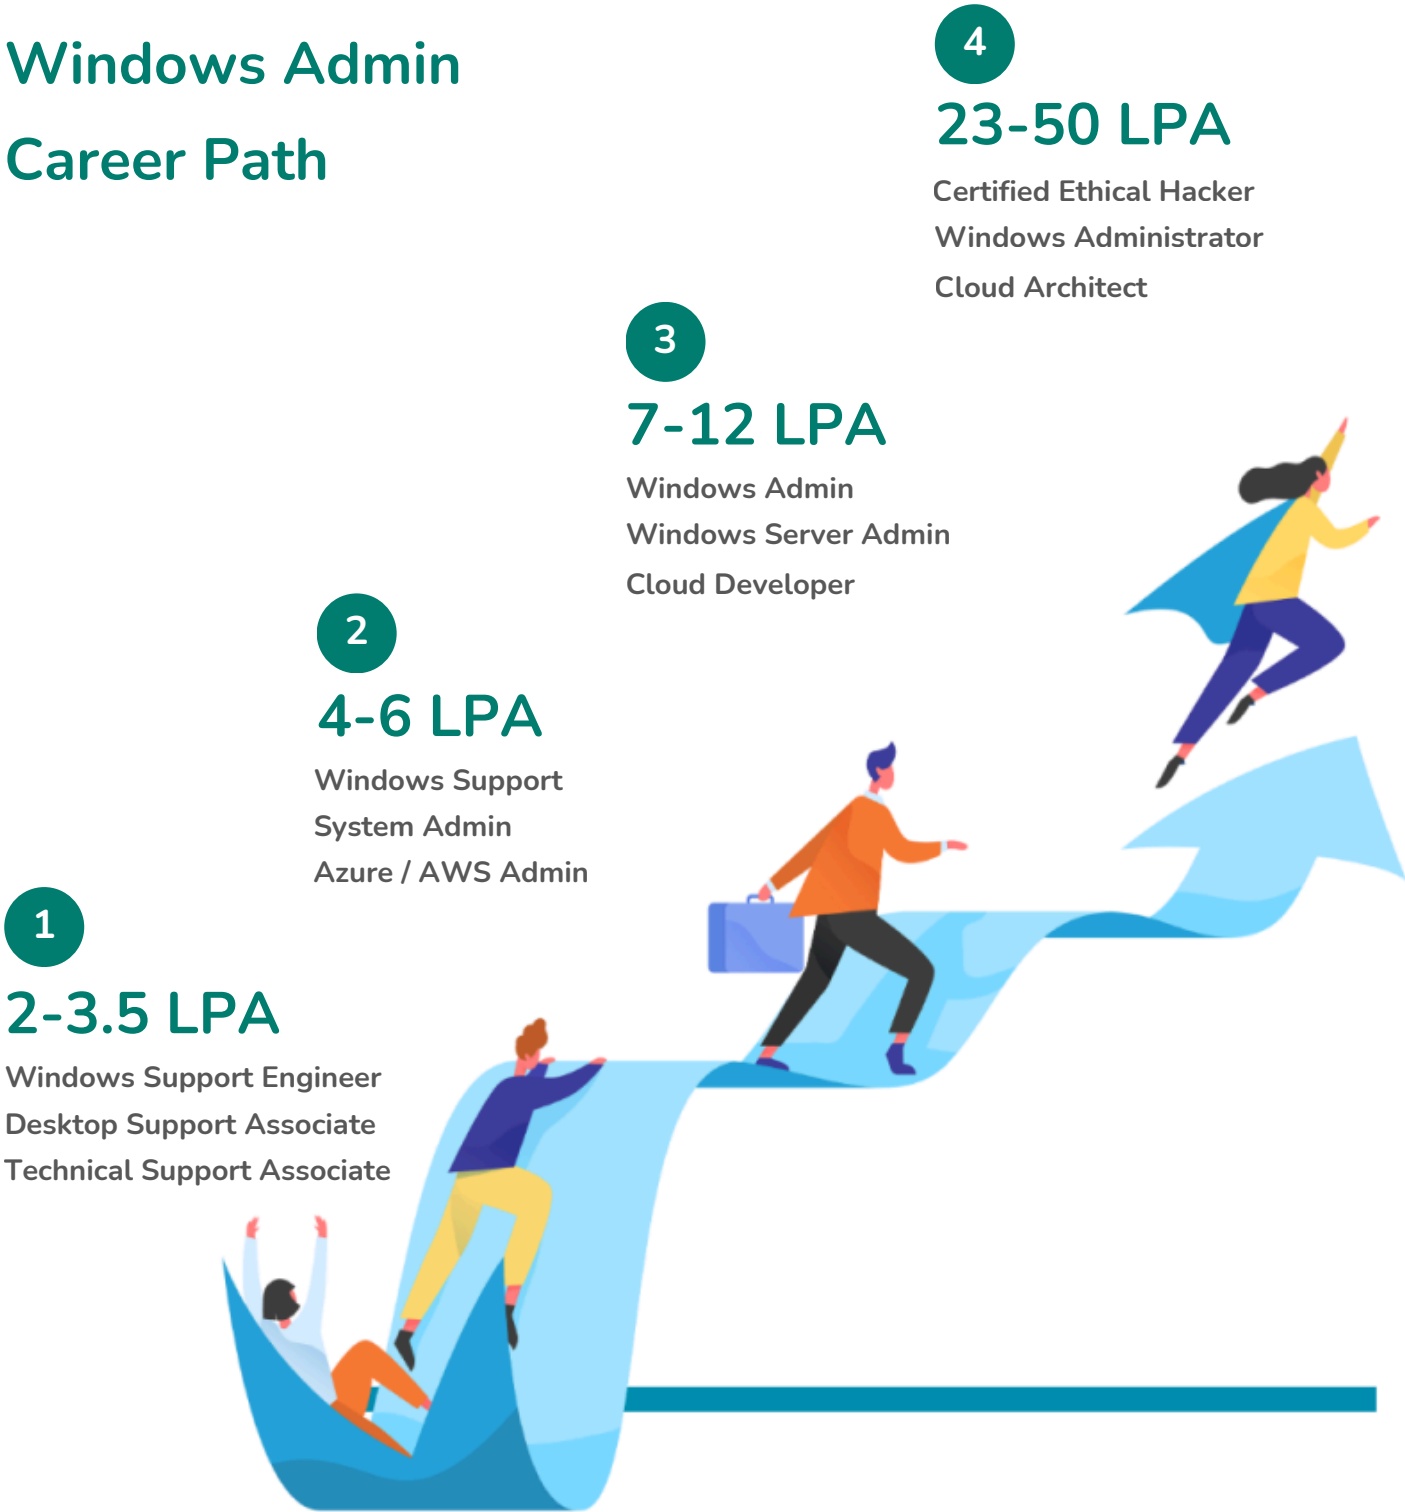 Windows Admin
Career Path
4
23-50 LPA
Certified Ethical Hacker
Windows Administrator
Cloud Architect
3
7-12 LPA
Windows Admin
Windows Server Admin
Cloud Developer
2
4-6 LPA
Windows Support
System Admin
Azure / AWS Admin
1
2-3.5 LPA
Windows Support Engineer
Desktop Support Associate
Technical Support Associate